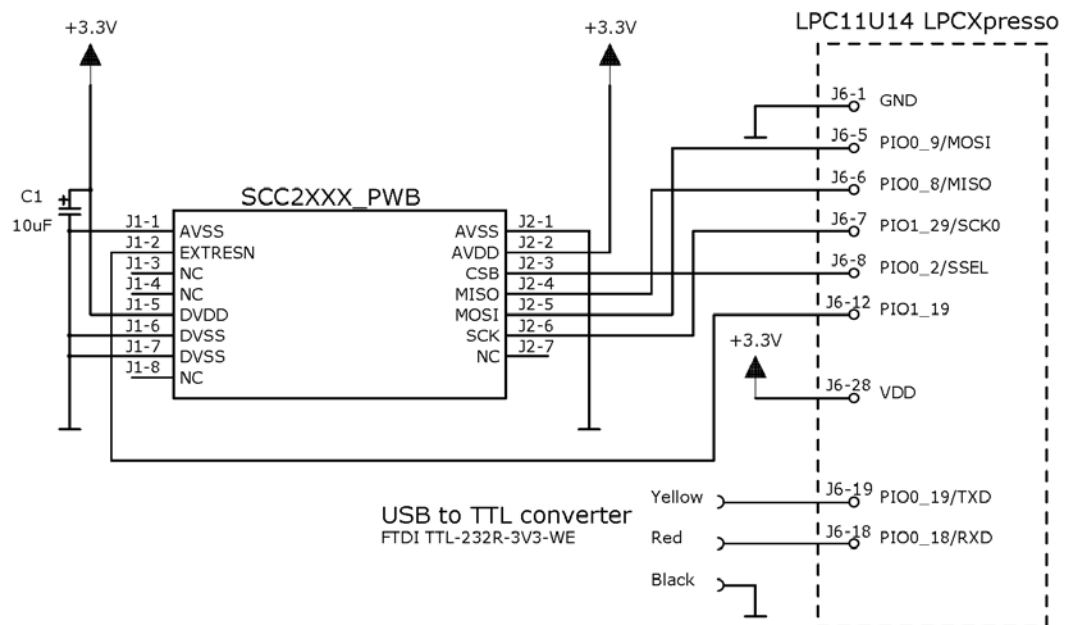 LPC11U14 LPCXpresso
+3.3V
+3.3V
J6-1 GND
J6-5 PIO0_9/MOSI
J6-6 PIO0_8/MISO
J6-7 PIO1_29/SCK0
J6-8 PIO0_2/SSEL
J6-12 PIO1_19
+3.3V
J6-28 VDD
J6-19 PIO0_19/TXD
J6-18 PIO0_18/RXD
C1
10uF
SCC2XXX_PWB
J1-1 AVSS
J1-2 EXTRESN
J1-3 NC
J1-4 NC
J1-5 DVDD
J1-6 DVSS
J1-7 DVSS
J1-8 NC
AVSS J2-1
AVDD J2-2
CSB J2-3
MISO J2-4
MOSI J2-5
SCK J2-6
NC J2-7
USB to TTL converter
FTDI TTL-232R-3V3-WE
Yellow
Red
Black